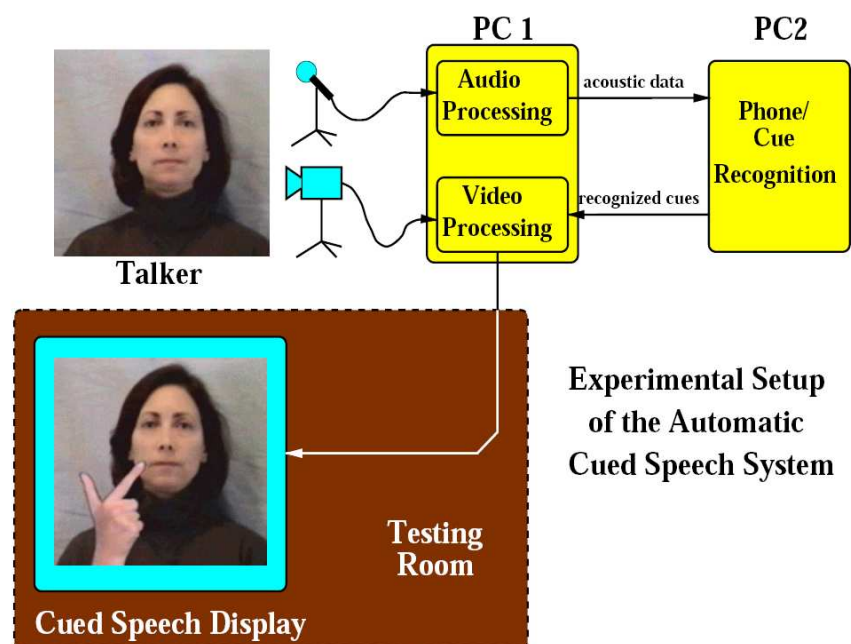 PC 1
PC2
Audio
Processing
acoustic data
Phone/
Cue
Recognition
Video
Processing
recognized cues
Talker
Experimental Setup
of the Automatic
Cued Speech System
Testing
Room
Cued Speech Display